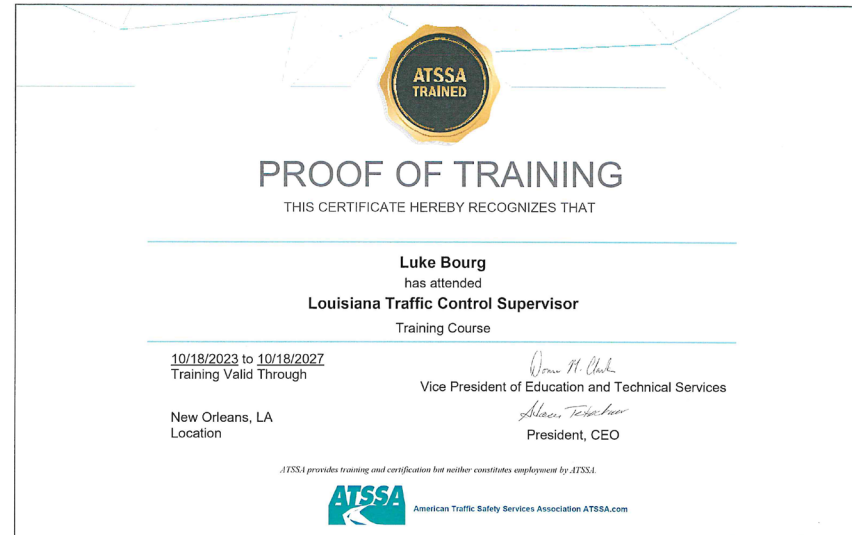 ATSSA
TRAINED
PROOF OF TRAINING
THIS CERTIFICATE HEREBY RECOGNIZES THAT
Luke Bourg
has attended
Louisiana Traffic Control Supervisor
Training Course
10/18/2023 to 10/18/2027
Training Valid Through
Vice President of Education and Technical Services
New Orleans, LA
Location
President, CEO
ATSSA provides training and certification but neither constitutes employment by ATSSA.
ATSSA
American Traffic Safety Services Association ATSSA.com